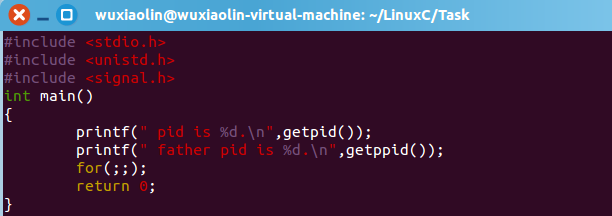 wuxiaolin@wuxiaolin-virtual-machine: ~/LinuxC/Task
#include <stdio.h>
#include <unistd.h>
#include <signal.h>
int main()
{
        printf(" pid is %d.\n",getpid());
        printf(" father pid is %d.\n",getppid());
        for(;;);
        return 0;
}